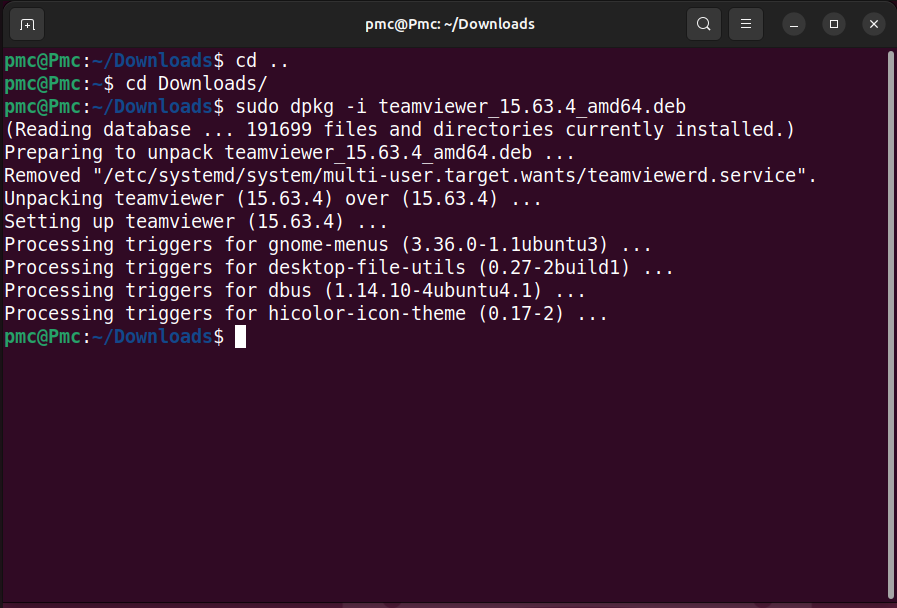 pmc@Pmc: ~/Downloads
pmc@Pmc:~/Downloads$ cd ..
pmc@Pmc:~$ cd Downloads/
pmc@Pmc:~/Downloads$ sudo dpkg -i teamviewer_15.63.4_amd64.deb
(Reading database ... 191699 files and directories currently installed.)
Preparing to unpack teamviewer_15.63.4_amd64.deb ...
Removed "/etc/systemd/system/multi-user.target.wants/teamviewerd.service".
Unpacking teamviewer (15.63.4) over (15.63.4) ...
Setting up teamviewer (15.63.4) ...
Processing triggers for gnome-menus (3.36.0-1.1ubuntu3) ...
Processing triggers for desktop-file-utils (0.27-2build1) ...
Processing triggers for dbus (1.14.10-4ubuntu4.1) ...
Processing triggers for hicolor-icon-theme (0.17-2) ...
pmc@Pmc:~/Downloads$